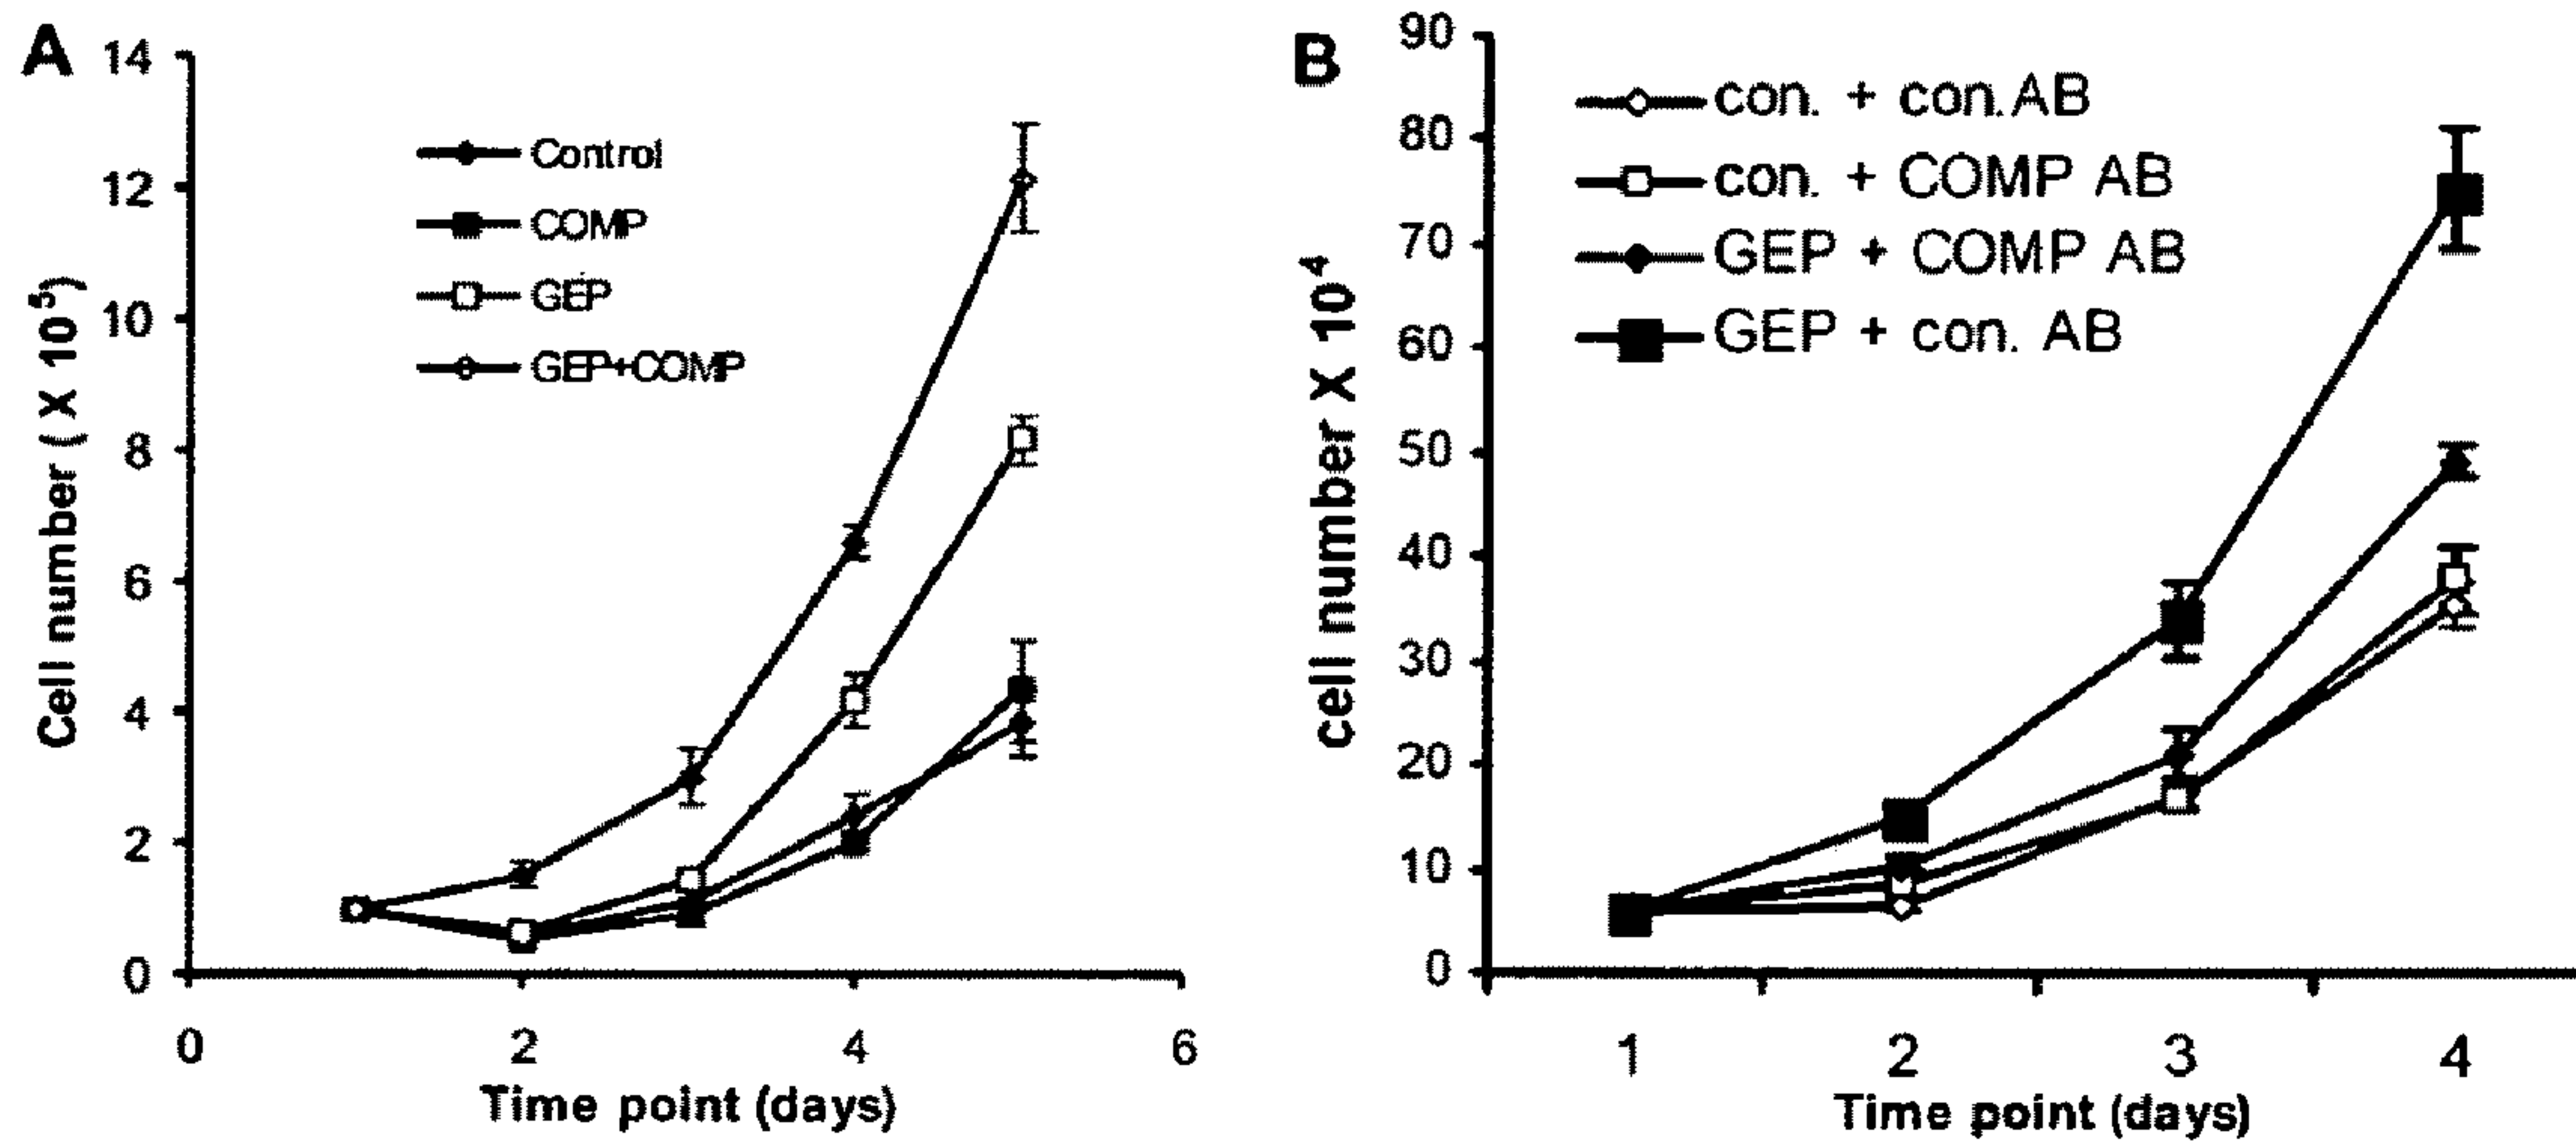 A
14
12
10
8
6
4
2
0
Cell number ( X 10⁵)
Control
COMP
GEP
GEP+COMP
0 2 4 6
Time point (days)
B
90
80
70
60
50
40
30
20
10
0
cell number X 10⁴
con. + con.AB
con. + COMP AB
GEP + COMP AB
GEP + con. AB
1 2 3 4
Time point (days)